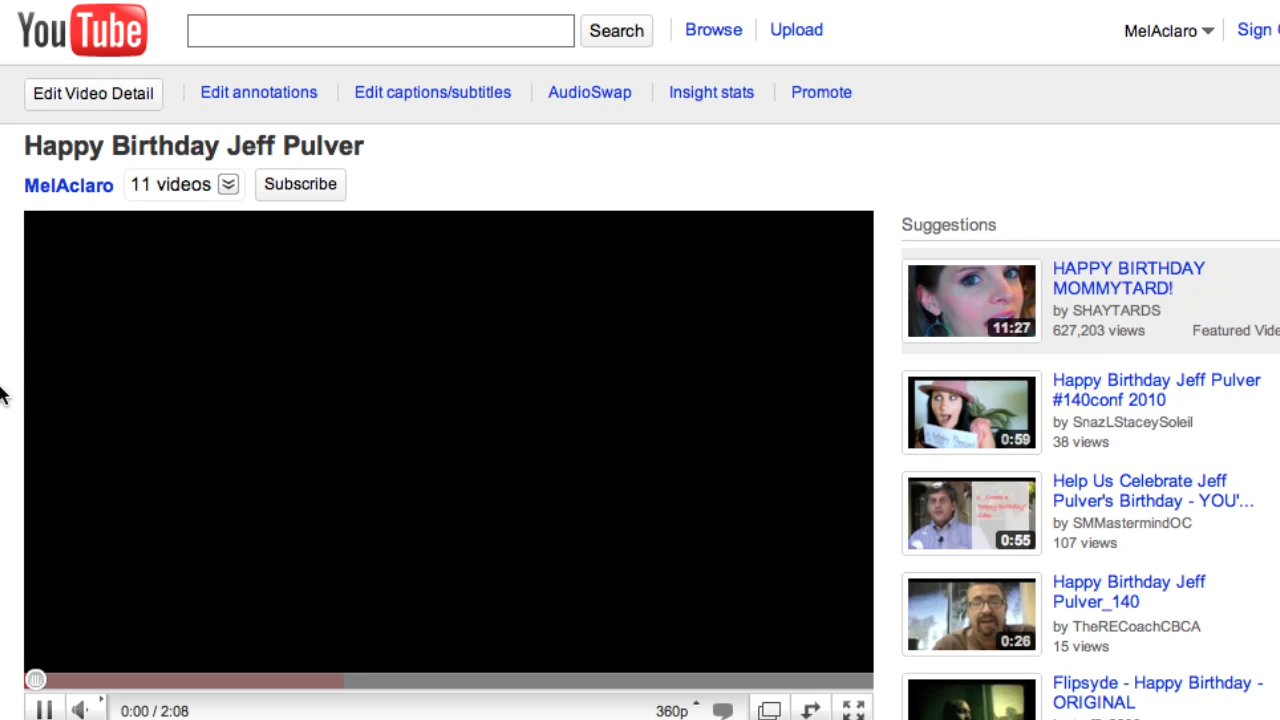 YouTube
Search
Browse
Upload
MelAclaro
Sign
Edit Video Detail
Edit annotations
Edit captions/subtitles
AudioSwap
Insight stats
Promote
Happy Birthday Jeff Pulver
MelAclaro
11 videos
Subscribe
Suggestions
11:27
HAPPY BIRTHDAY
MOMMYTARD!
by SHAYTARDS
627,203 views
Featured Vide
0:59
Happy Birthday Jeff Pulver
#140conf 2010
by SnazLStaceySoleil
38 views
0:55
Help Us Celebrate Jeff
Pulver's Birthday - YOU'...
by SMMastermindOC
107 views
0:26
Happy Birthday Jeff
Pulver_140
by TheRECoachCBCA
15 views
Flipsyde - Happy Birthday -
ORIGINAL
0:00 / 2:08
360p